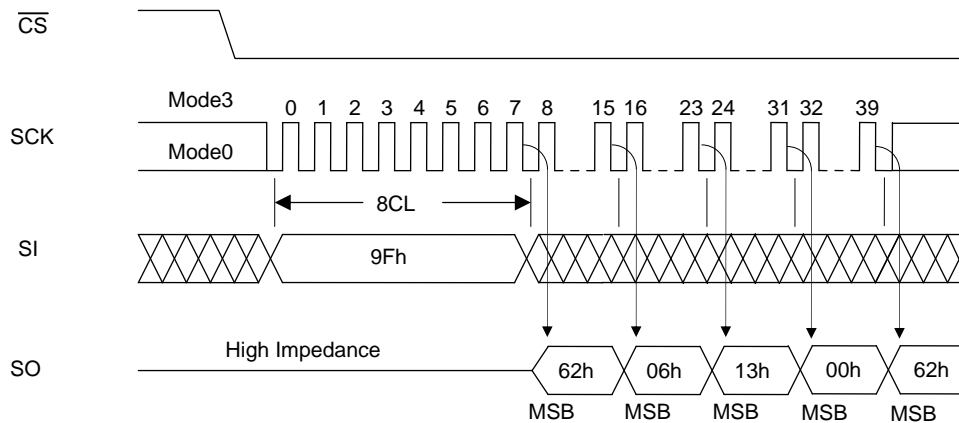 CS
Mode3
0 1 2 3 4 5 6 7 8 15 16 23 24 31 32 39
SCK
Mode0
8CL
SI
9Fh
High Impedance
SO
62h 06h 13h 00h 62h
MSB MSB MSB MSB MSB